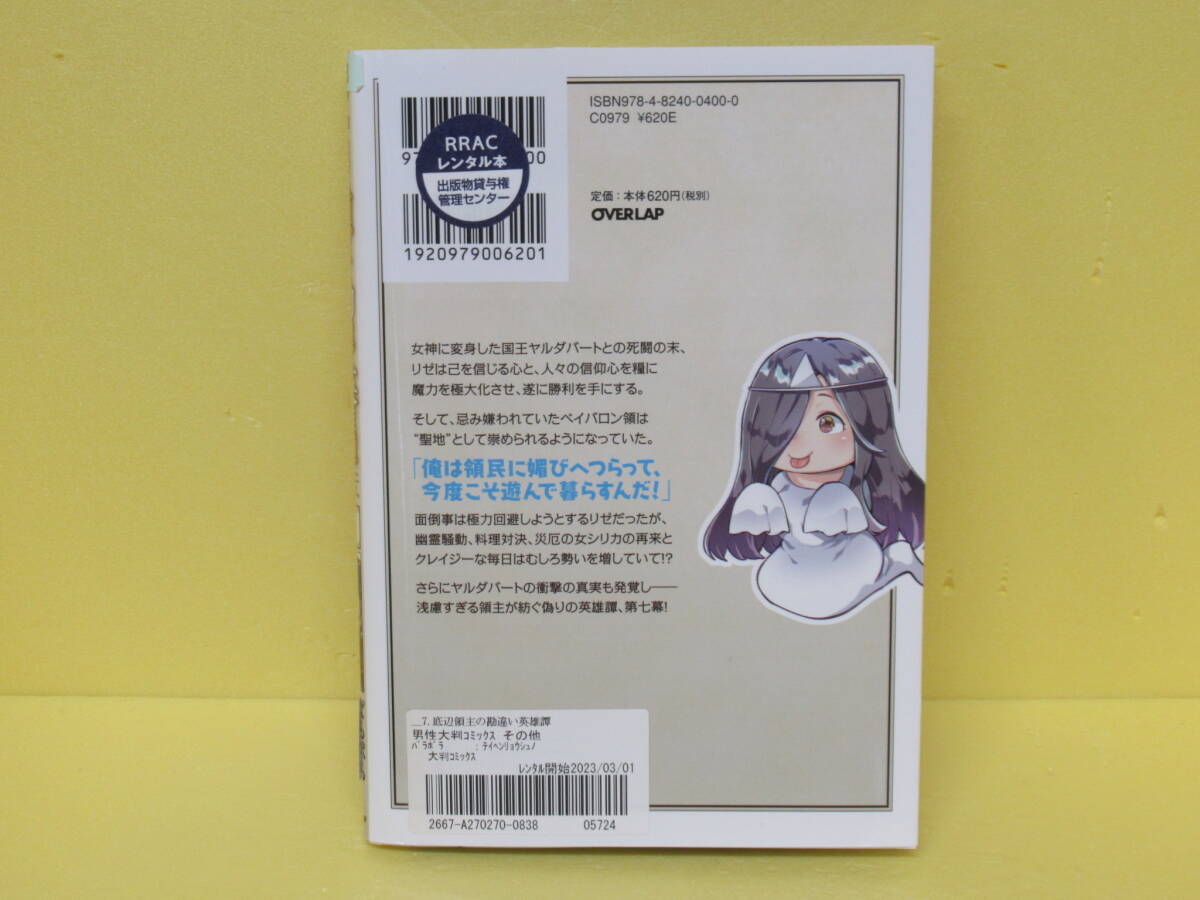 ISBN978-4-8240-0400-0
C0979 ¥620E
RRAC
レンタル本
出版物貸与権
管理センター
97
00
1920979006201
定価：本体620円（税別）
OVERLAP
女神に変身した国王ヤルダバートとの死闘の末、
リゼは己を信じる心と、人々の信仰心を糧に
魔力を極大化させ、遂に勝利を手にする。
そして、忌み嫌われていたベイバロン領は
“聖地”として崇められるようになっていた。
「俺は領民に媚びへつらって、
今度こそ遊んで暮らすんだ！」
面倒事は極力回避しようとするリゼだったが、
幽霊騒動、料理対決、災厄の女シリカの再来と
クレイジーな毎日はむしろ勢いを増していて!?
さらにヤルダバートの衝撃の真実も発覚し――
浅慮すぎる領主が紡ぐ偽りの英雄譚、第七幕！
__7.底辺領主の勘違い英雄譚
男性大判ｺﾐｯｸｽ その他
ﾊﾞﾗﾎﾞﾗ ：ﾃｲﾍﾝﾘｮｳｼｭﾉ
大判ｺﾐｯｸｽ
ﾚﾝﾀﾙ開始2023/03/01
2667-A270270-0838 05724